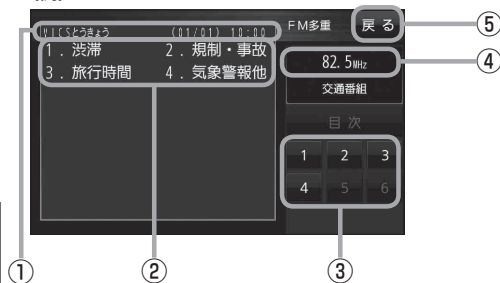 VICSとうきょう (01/01) 10:00
FM多重
戻る
⑤
1．渋滞 2．規制・事故
3．旅行時間 4．気象警報他
82.5MHz
④
交通番組
目次
1 2 3
4 5 6
① ② ③